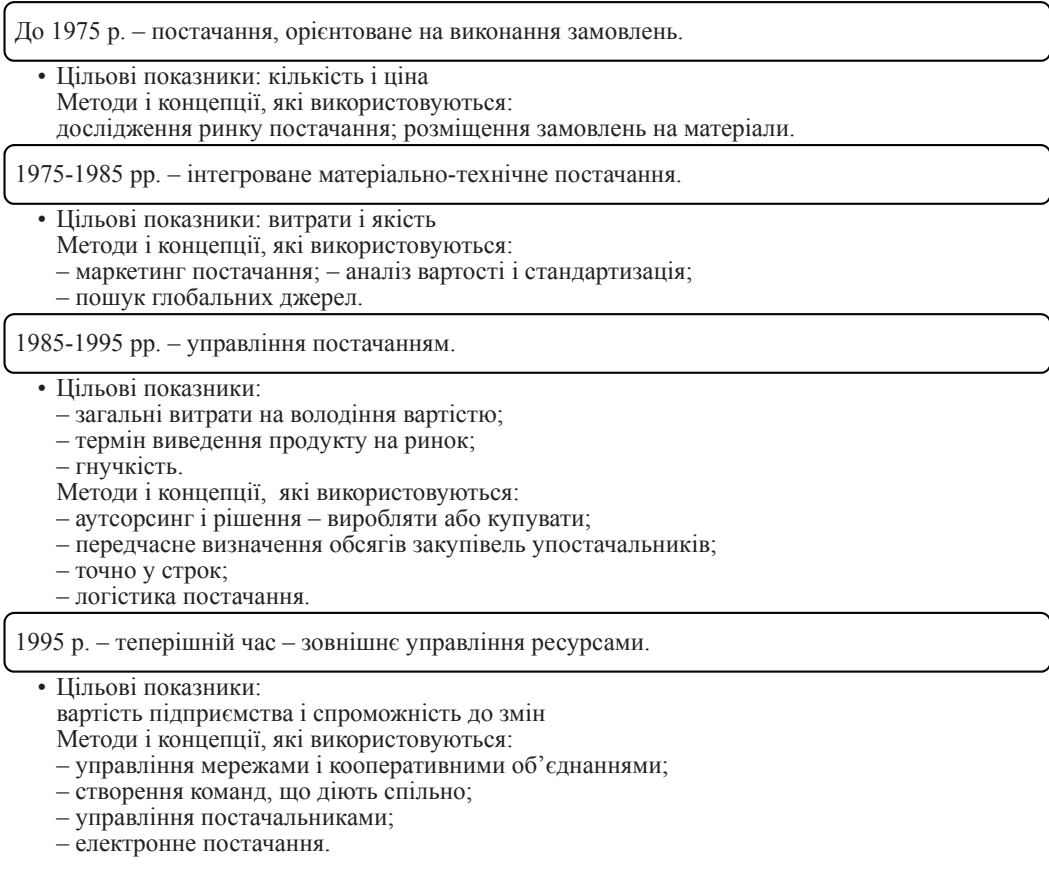 До 1975 р. – постачання, орієнтоване на виконання замовлень.
• Цільові показники: кількість і ціна
Методи і концепції, які використовуються:
дослідження ринку постачання; розміщення замовлень на матеріали.
1975-1985 рр. – інтегроване матеріально-технічне постачання.
• Цільові показники: витрати і якість
Методи і концепції, які використовуються:
– маркетинг постачання; – аналіз вартості і стандартизація;
– пошук глобальних джерел.
1985-1995 рр. – управління постачанням.
• Цільові показники:
– загальні витрати на володіння вартістю;
– термін виведення продукту на ринок;
– гнучкість.
Методи і концепції,  які використовуються:
– аутсорсинг і рішення – виробляти або купувати;
– передчасне визначення обсягів закупівель упостачальників;
– точно у строк;
– логістика постачання.
1995 р. – теперішній час – зовнішнє управління ресурсами.
• Цільові показники:
вартість підприємства і спроможність до змін
Методи і концепції, які використовуються:
– управління мережами і кооперативними об’єднаннями;
– створення команд, що діють спільно;
– управління постачальниками;
– електронне постачання.